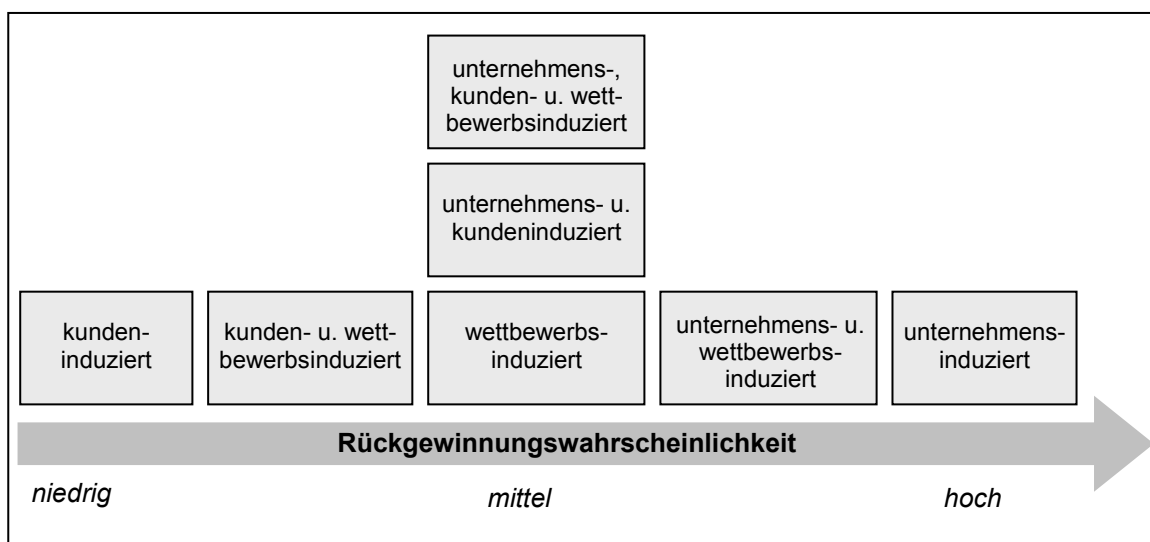 unternehmens-,
kunden- u. wett-
bewerbsinduziert
unternehmens- u.
kundeninduziert
kunden-
induziert
kunden- u. wett-
bewerbsinduziert
wettbewerbs-
induziert
unternehmens- u.
wettbewerbs-
induziert
unternehmens-
induziert
Rückgewinnungswahrscheinlichkeit
niedrig
mittel
hoch